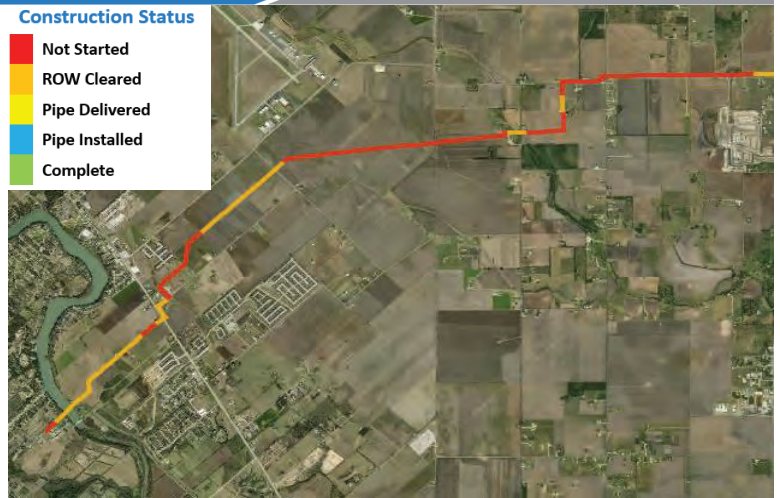 Construction Status
Not Started
ROW Cleared
Pipe Delivered
Pipe Installed
Complete